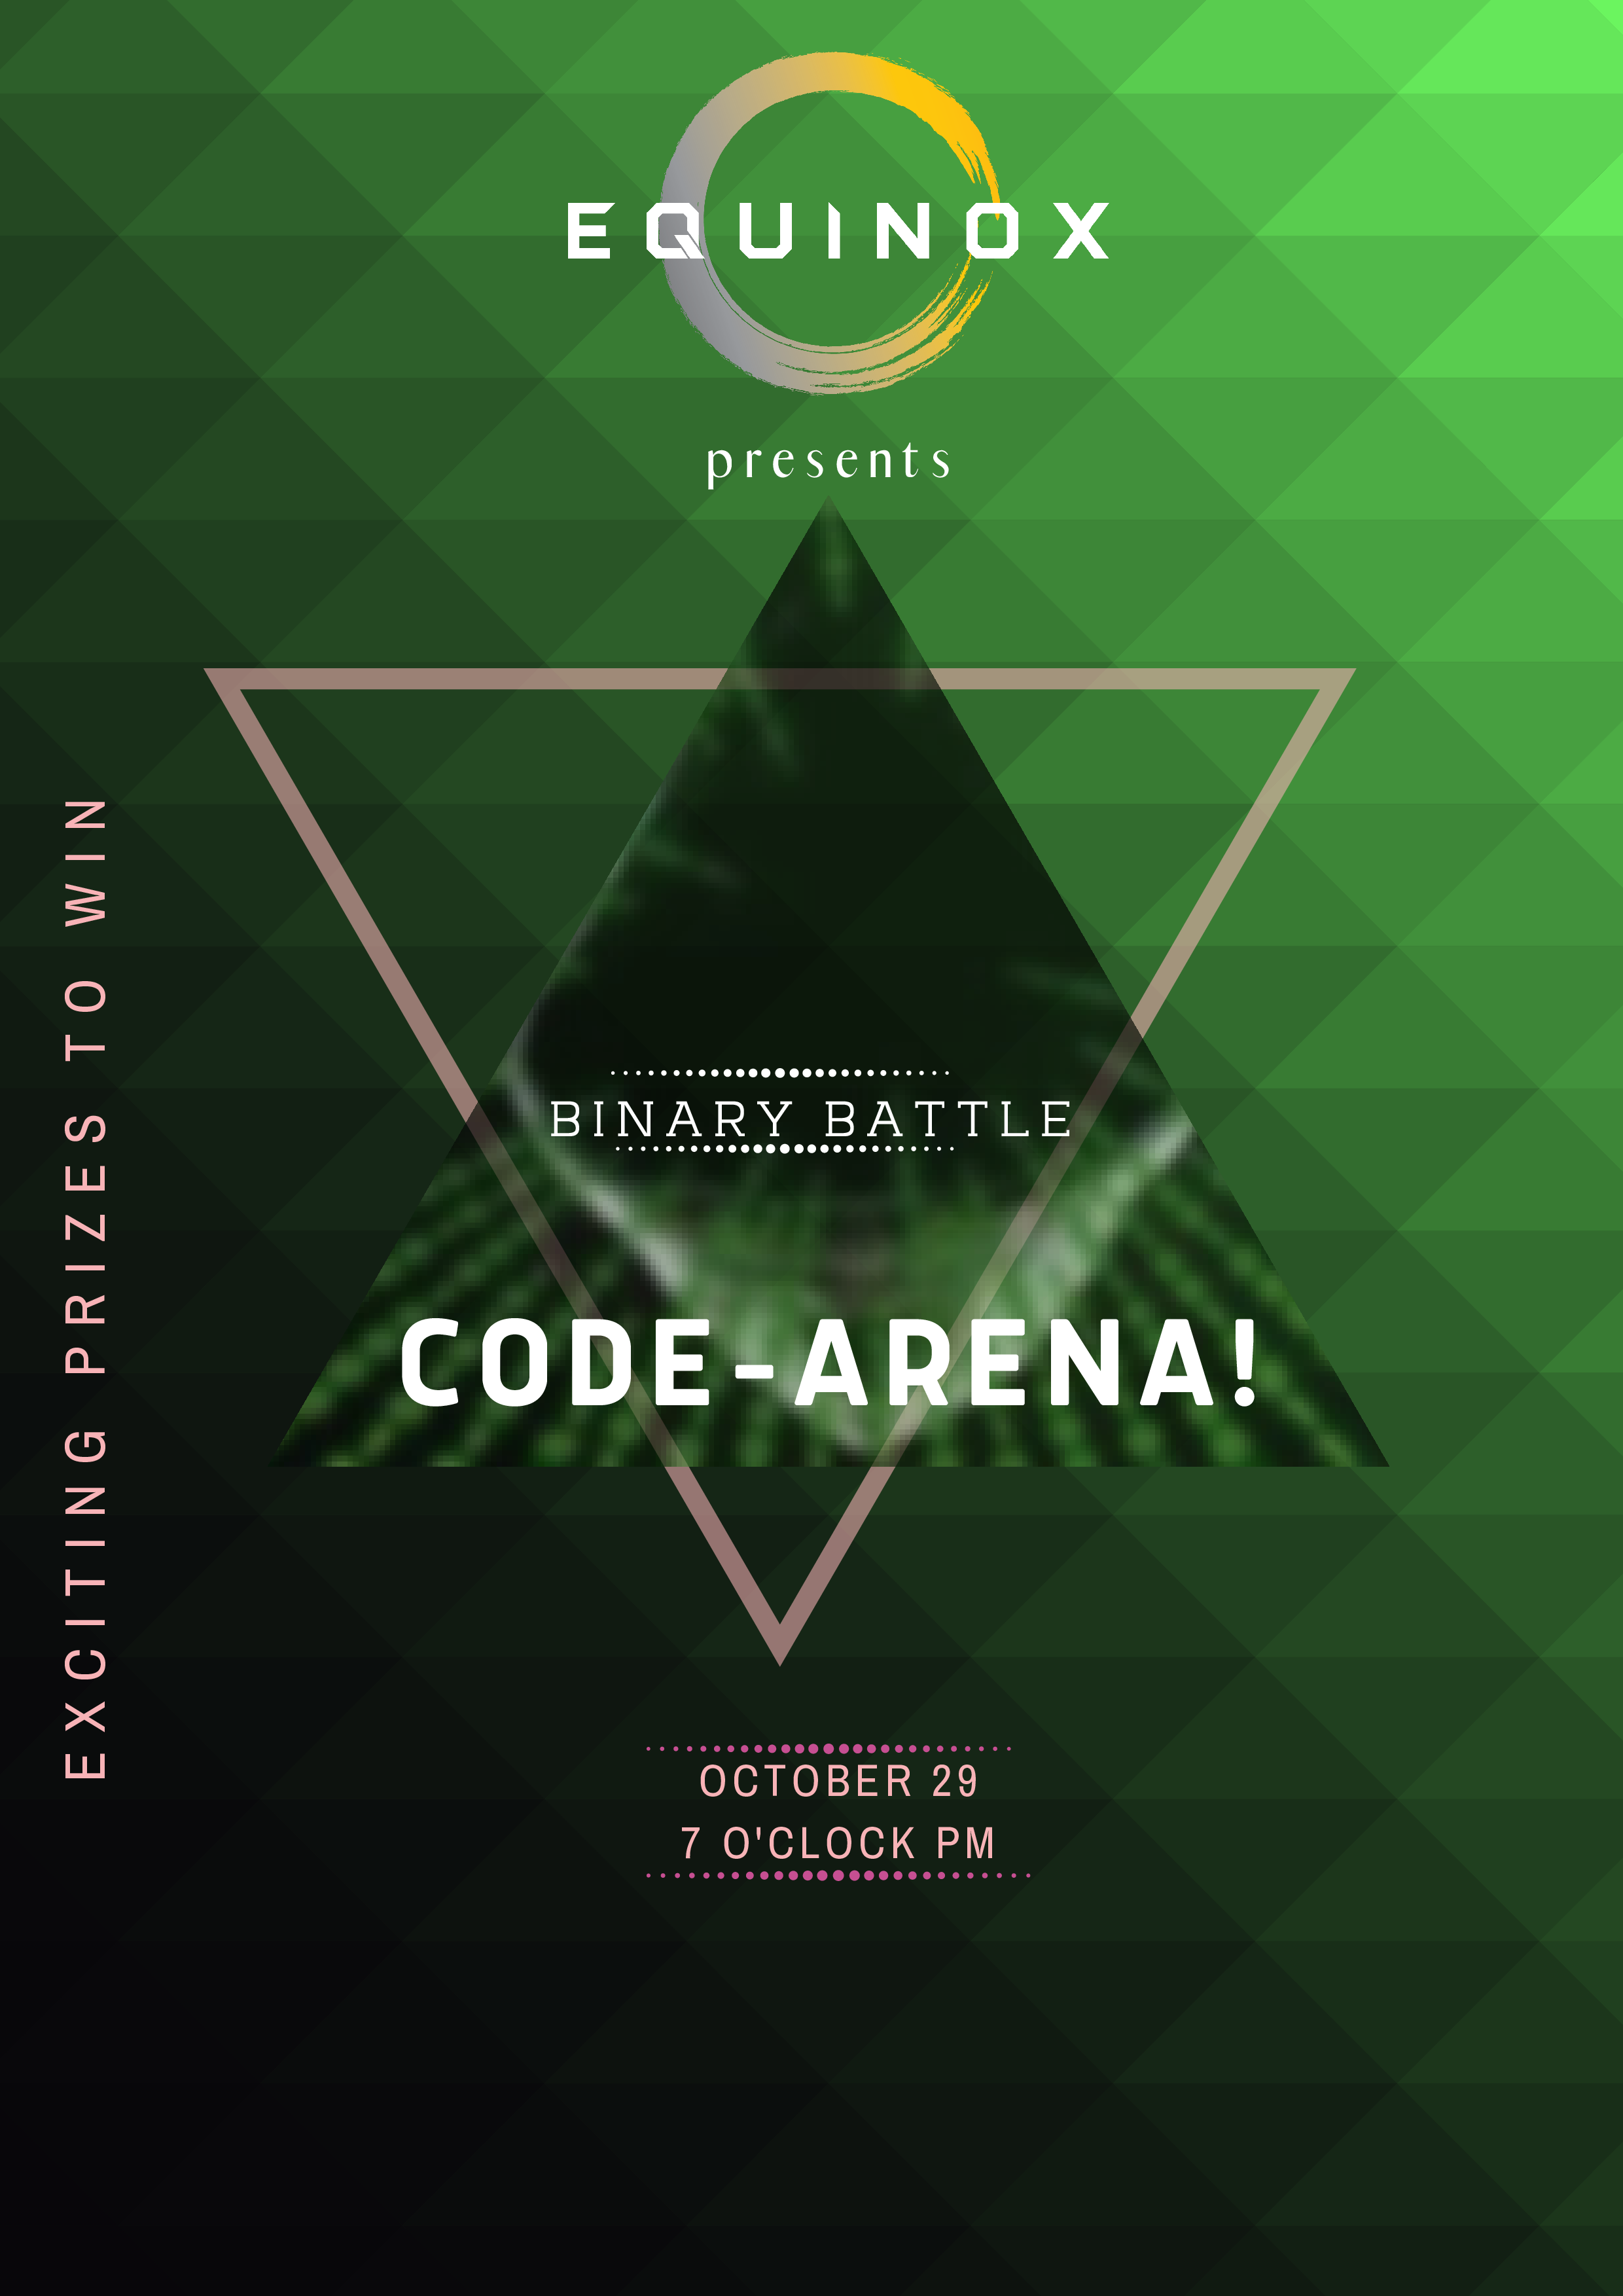 EQUINOX
presents
BINARY BATTLE
CODE-ARENA!
EXCITING PRIZES TO WIN
OCTOBER 29
7 O'CLOCK PM